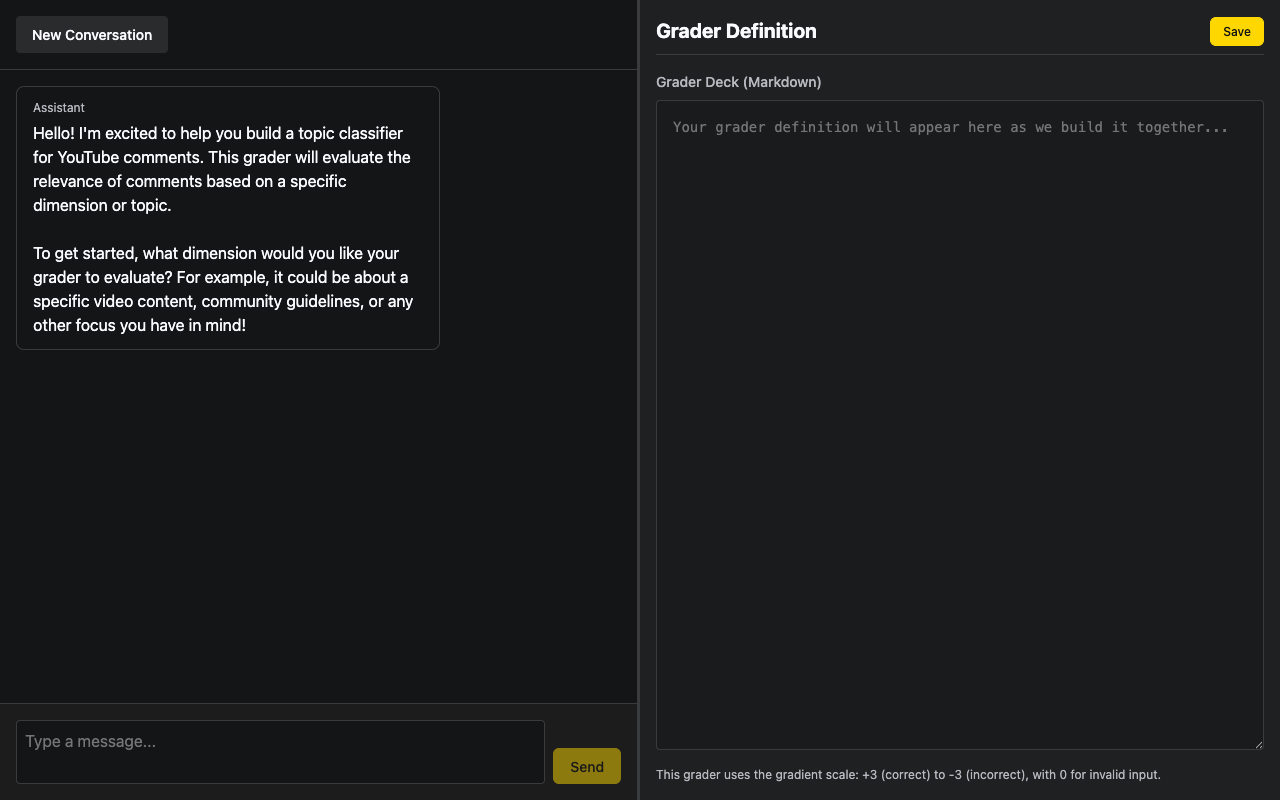 New Conversation
Assistant
Hello! I'm excited to help you build a topic classifier
for YouTube comments. This grader will evaluate the
relevance of comments based on a specific
dimension or topic.
To get started, what dimension would you like your
grader to evaluate? For example, it could be about a
specific video content, community guidelines, or any
other focus you have in mind!
Type a message...
Send
Grader Definition
Save
Grader Deck (Markdown)
Your grader definition will appear here as we build it together...
This grader uses the gradient scale: +3 (correct) to -3 (incorrect), with 0 for invalid input.